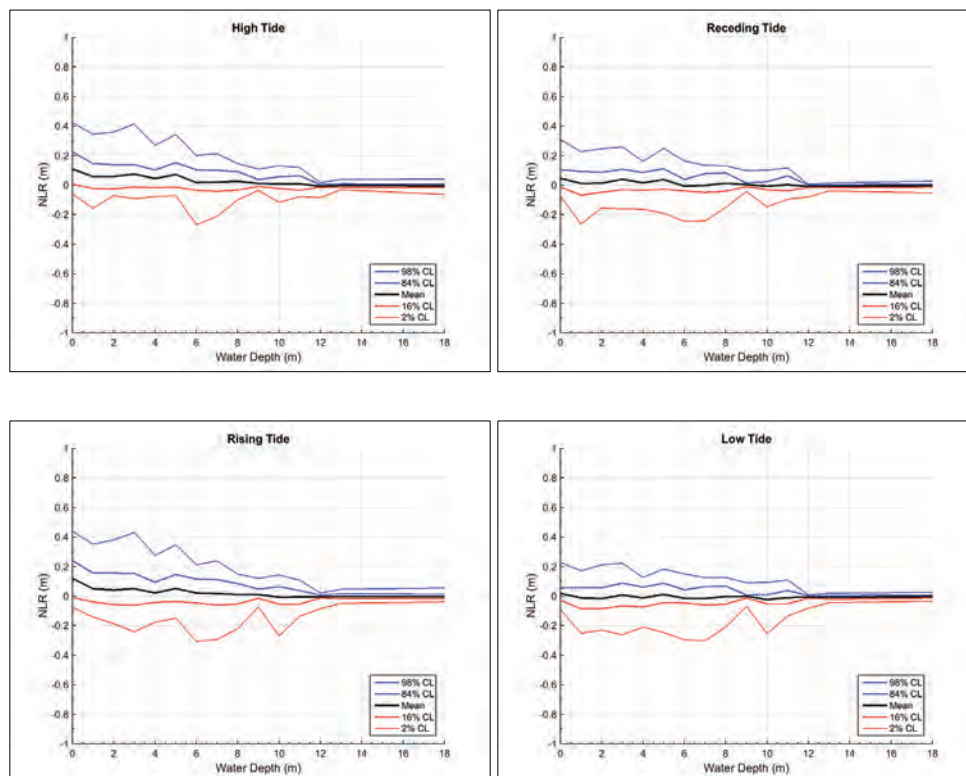 High Tide
1
0.8
0.6
0.4
0.2
0
-0.2
-0.4
-0.6
-0.8
-1
NLR (m)
98% CL
84% CL
Mean
16% CL
2% CL
0 2 4 6 8 10 12 14 16 18
Water Depth (m)
Receding Tide
1
0.8
0.6
0.4
0.2
0
-0.2
-0.4
-0.6
-0.8
-1
NLR (m)
98% CL
84% CL
Mean
16% CL
2% CL
0 2 4 6 8 10 12 14 16 18
Water Depth (m)
Rising Tide
1
0.8
0.6
0.4
0.2
0
-0.2
-0.4
-0.6
-0.8
-1
NLR (m)
98% CL
84% CL
Mean
16% CL
2% CL
0 2 4 6 8 10 12 14 16 18
Water Depth (m)
Low Tide
1
0.8
0.6
0.4
0.2
0
-0.2
-0.4
-0.6
-0.8
-1
NLR (m)
98% CL
84% CL
Mean
16% CL
2% CL
0 2 4 6 8 10 12 14 16 18
Water Depth (m)